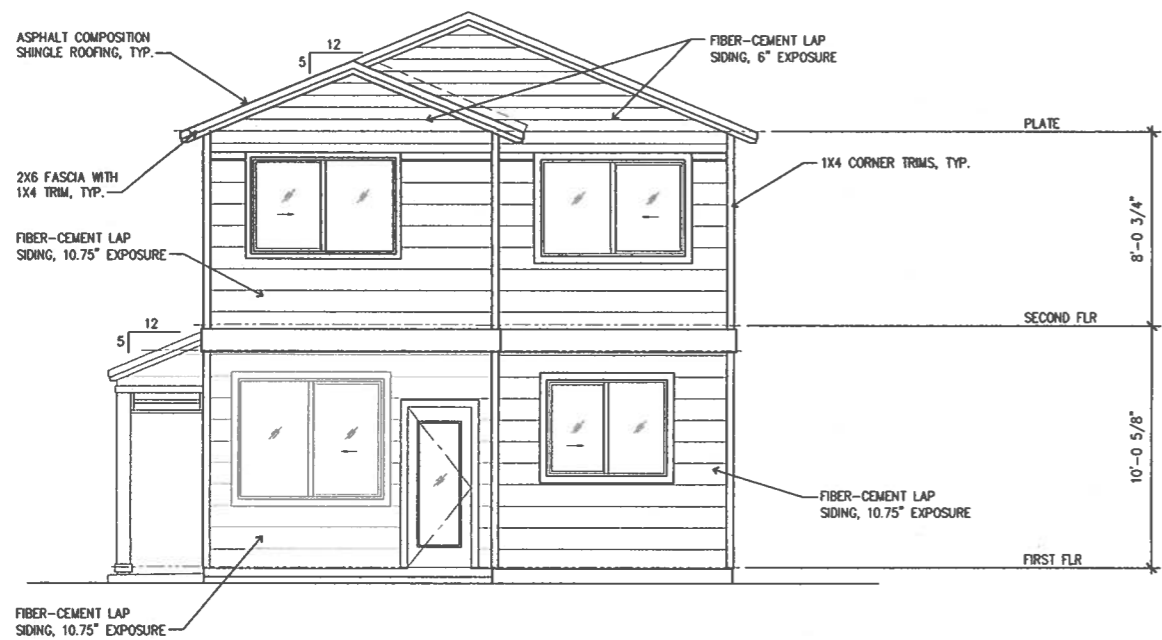 ASPHALT COMPOSITION
SHINGLE ROOFING, TYP.
12
5
FIBER-CEMENT LAP
SIDING, 6" EXPOSURE
PLATE
2X6 FASCIA WITH
1X4 TRIM, TYP.
1X4 CORNER TRIMS, TYP.
8'-0 3/4"
FIBER-CEMENT LAP
SIDING, 10.75" EXPOSURE
SECOND FLR
12
5
10'-0 5/8"
FIBER-CEMENT LAP
SIDING, 10.75" EXPOSURE
FIRST FLR
FIBER-CEMENT LAP
SIDING, 10.75" EXPOSURE